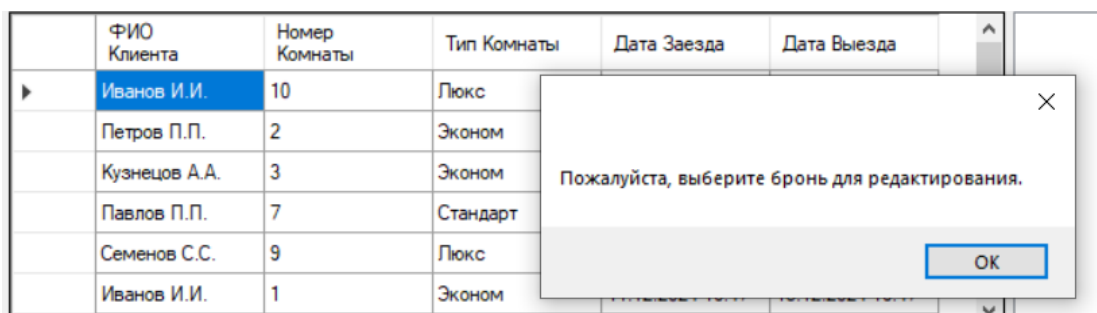 ФИО Клиента Номер Комнаты Тип Комнаты Дата Заезда Дата Выезда
Иванов И.И. 10 Люкс
Петров П.П. 2 Эконом
Кузнецов А.А. 3 Эконом
Павлов П.П. 7 Стандарт
Семенов С.С. 9 Люкс
Иванов И.И. 1 Эконом
Пожалуйста, выберите бронь для редактирования.
OK